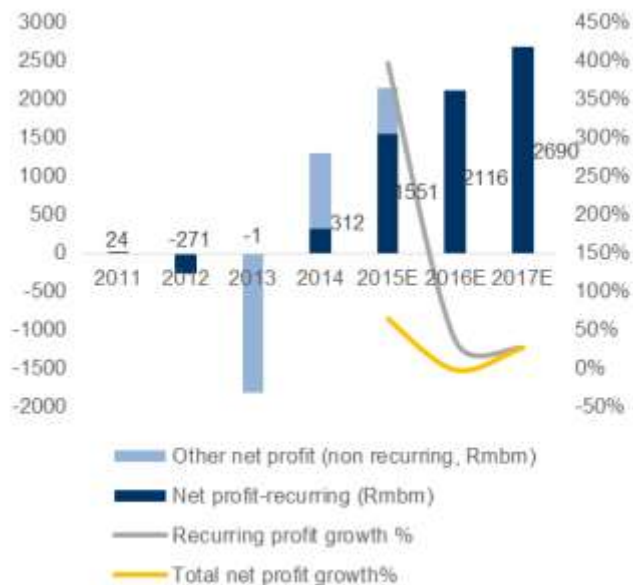 3000 450%
2500 400%
2000 350%
1500 300%
1000 250%
500 200%
0 150%
-500 100%
-1000 50%
-1500 0%
-2000 -50%
24 -271 -1 312 1551 2116 2690
2011 2012 2013 2014 2015E 2016E 2017E
Other net profit (non recurring, Rmbm)
Net profit-recurring (Rmbm)
Recurring profit growth %
Total net profit growth%